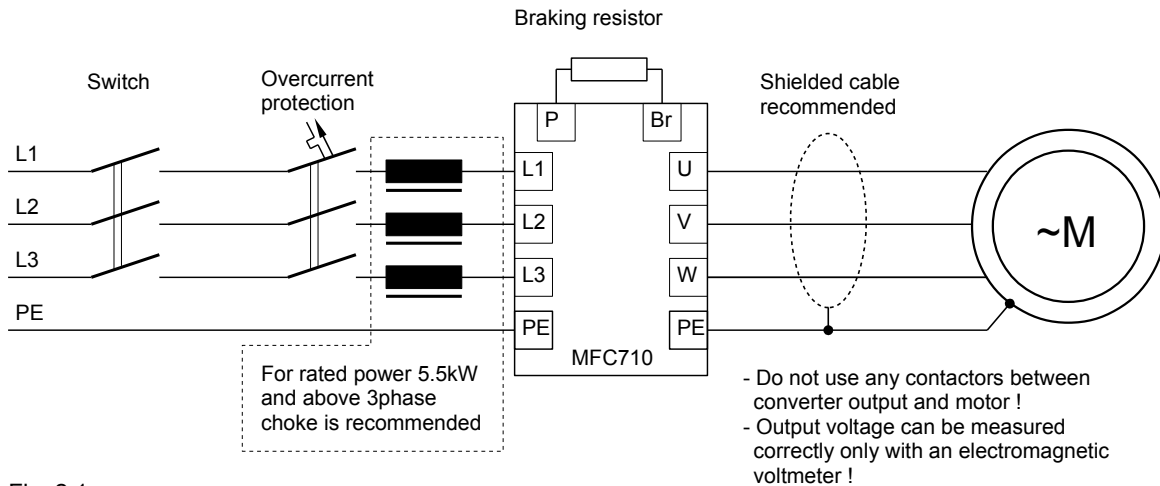 Braking resistor
Switch
Overcurrent
protection
Shielded cable
recommended
P
Br
L1
L1
U
L2
L2
V
~M
L3
L3
W
PE
PE
PE
MFC710
For rated power 5.5kW
and above 3phase
choke is recommended
- Do not use any contactors between
converter output and motor !
- Output voltage can be measured
correctly only with an electromagnetic
voltmeter !